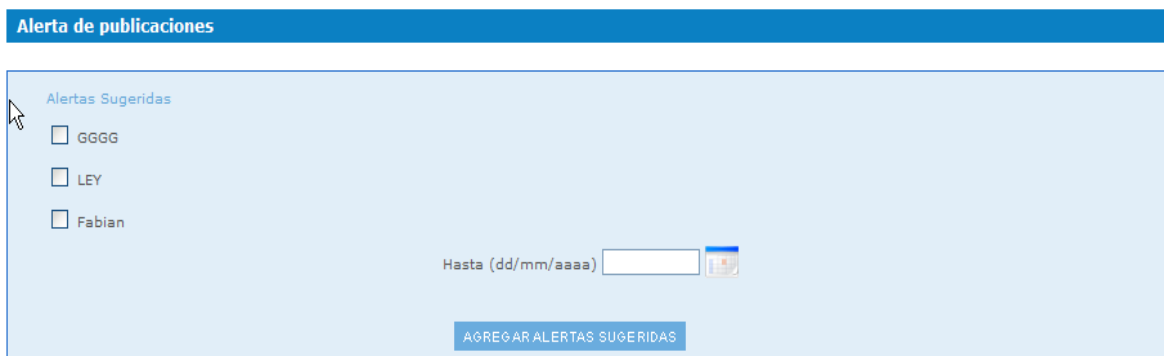 Alerta de publicaciones
Alertas Sugeridas
GGGG
LEY
Fabian
Hasta (dd/mm/aaaa)
AGREGAR ALERTAS SUGERIDAS